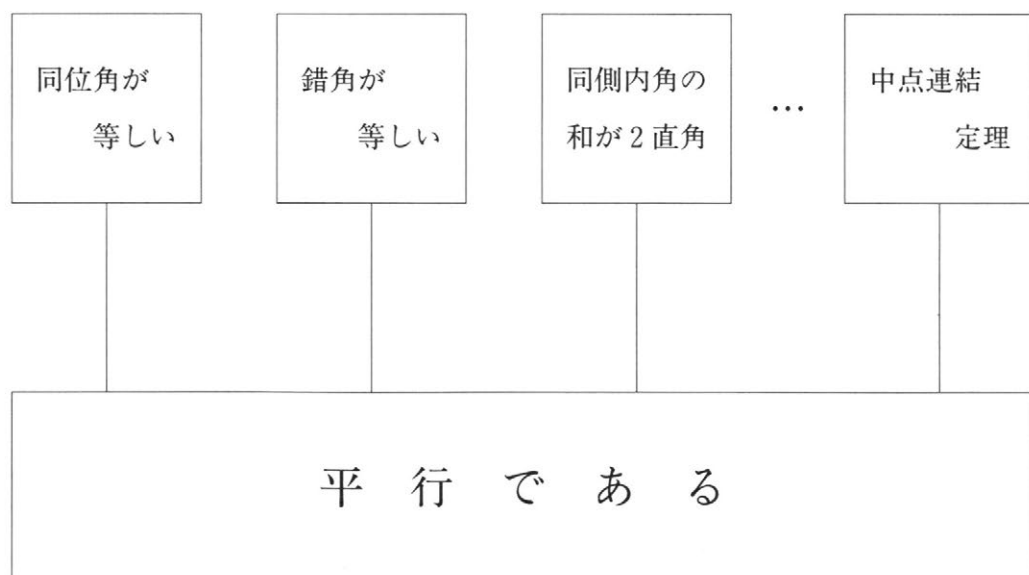 同位角が
等しい
錯角が
等しい
同側内角の
和が2直角
…
中点連結
定理
平行である